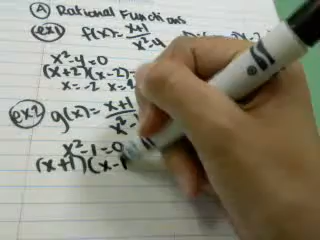 Ⓐ Rational Functions
ex1 f(x) = x+1 / x²-4
x²-4=0
(x+2)(x-2)=
x=-2 x=
ex2 g(x) = x+1 / x²-
x²-1=0
(x+1)(x-1